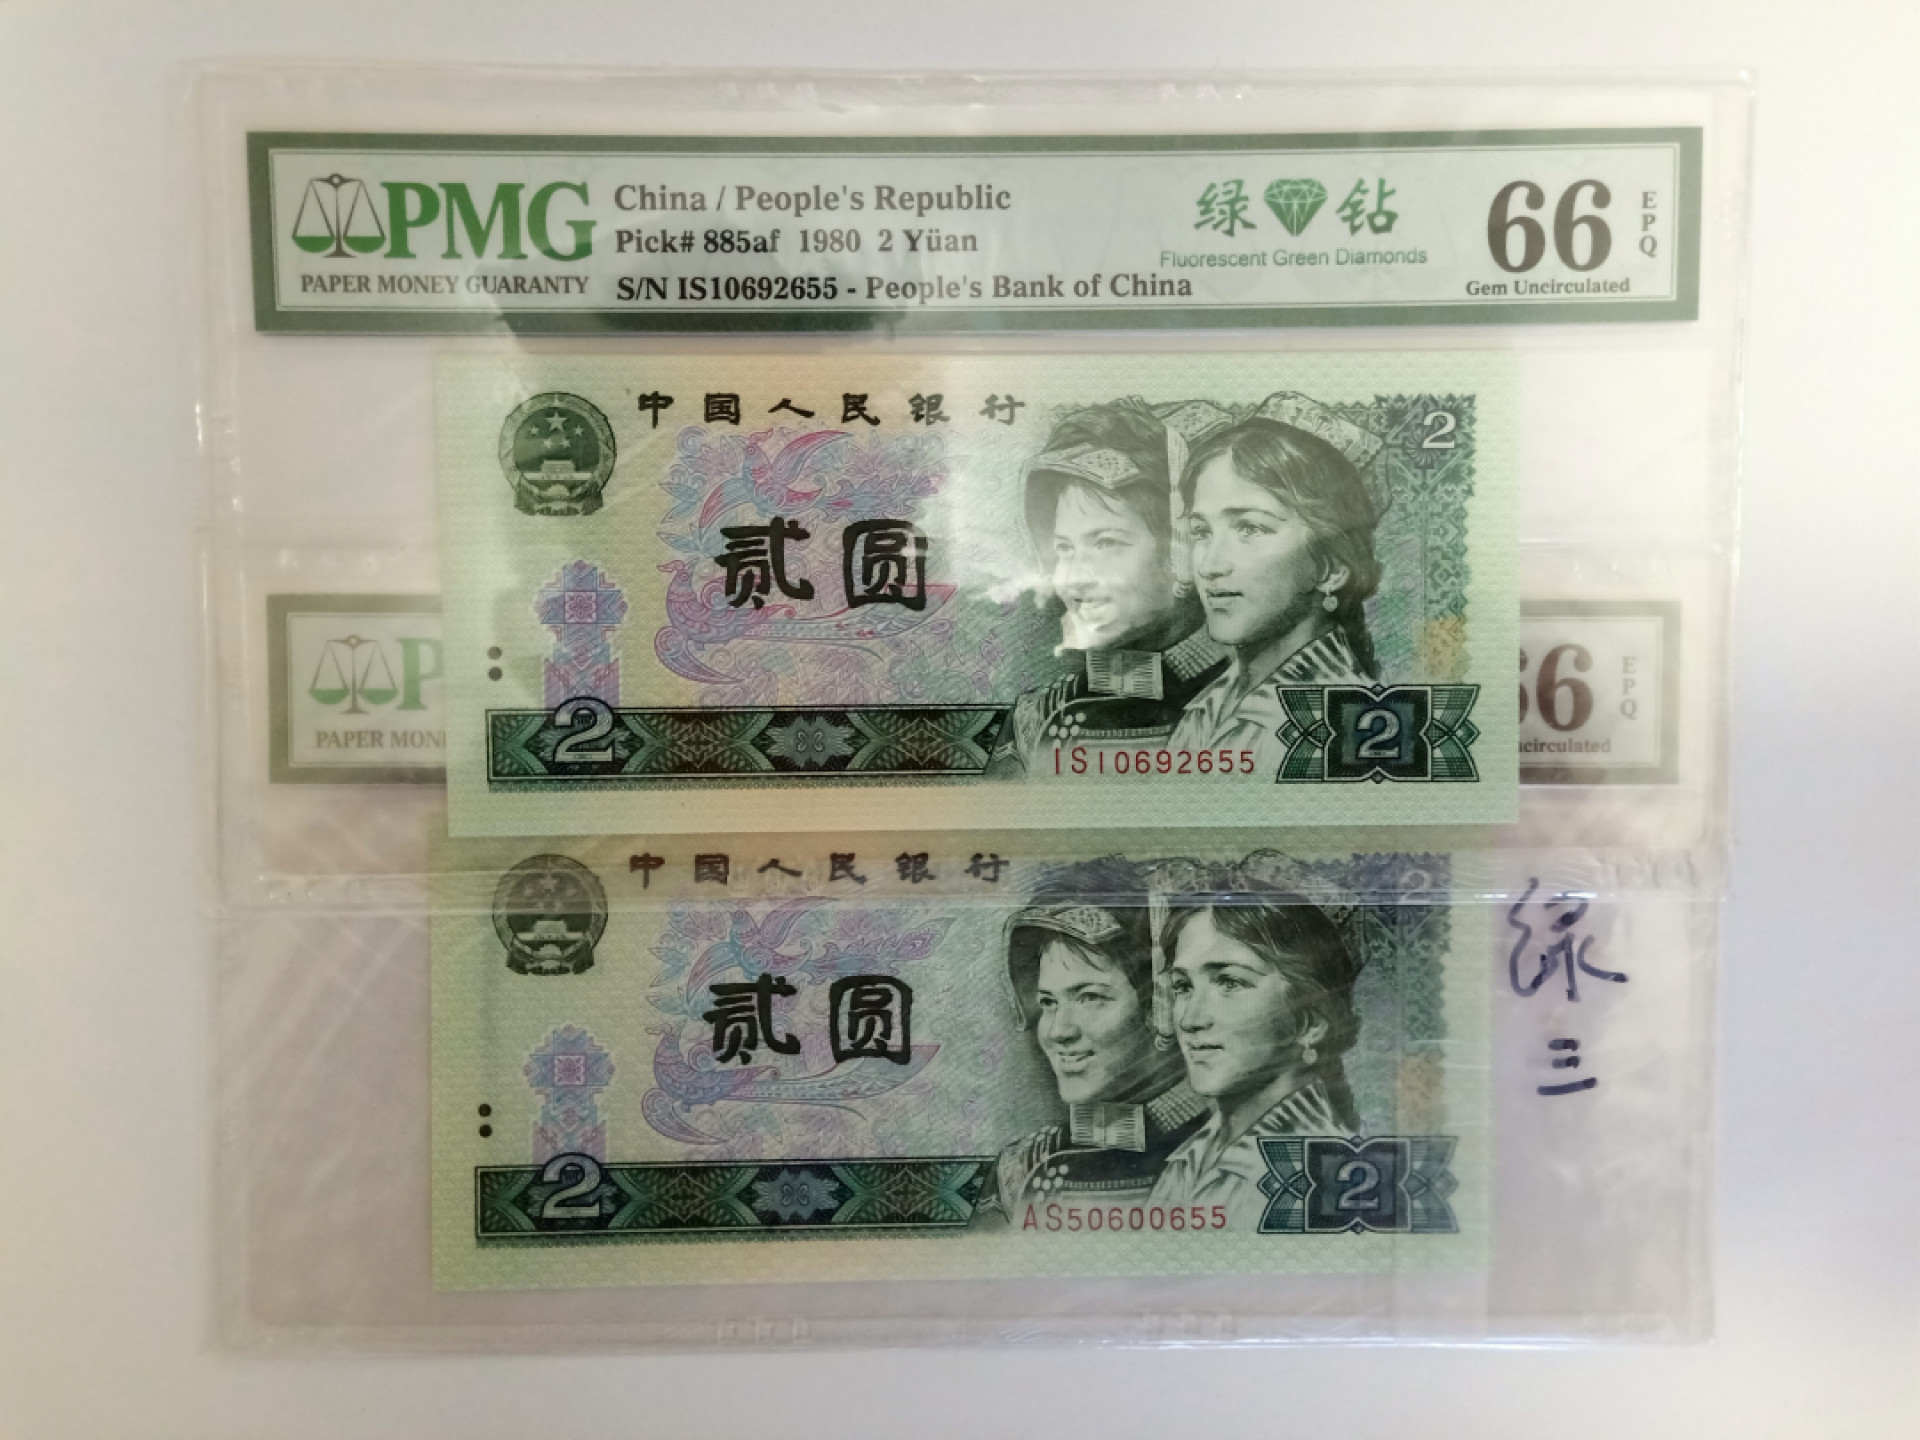 PMG
PAPER MONEY GUARANTY
China / People's Republic
Pick# 885af 1980 2 Yüan
S/N IS10692655 - People's Bank of China
绿 钻
Fluorescent Green Diamonds
66
EPQ
Gem Uncirculated
中国人民银行
2
贰圆
2
2
IS10692655
P
PAPER MON
66
EPQ
circulated
中国人民银行
2
贰圆
2
2
AS50600655
绿
三